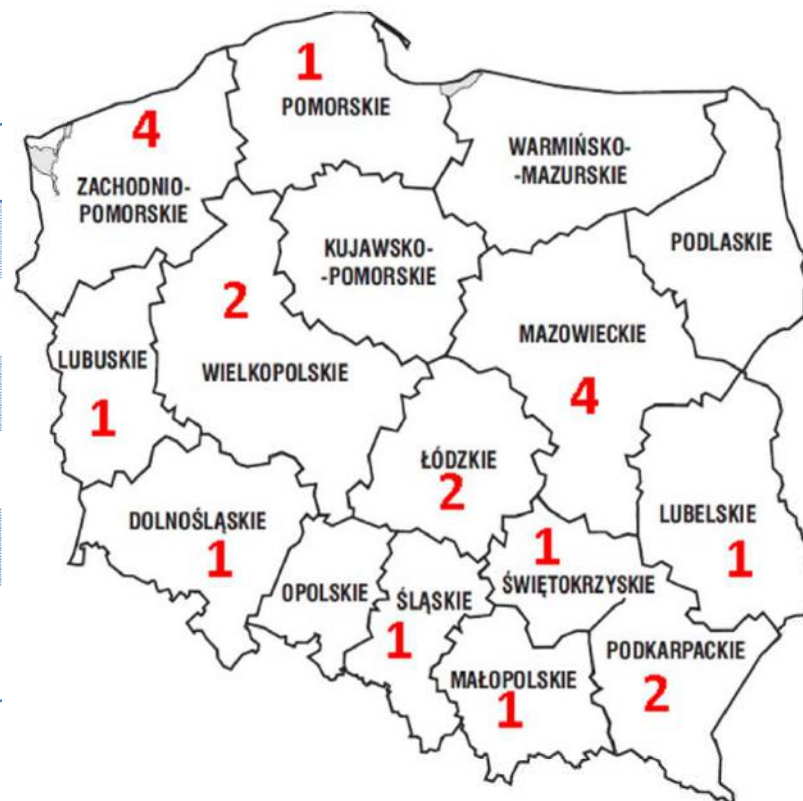 1
POMORSKIE
4
ZACHODNIO-
POMORSKIE
WARMIŃSKO-
-MAZURSKIE
PODLASKIE
KUJAWSKO-
-POMORSKIE
2
WIELKOPOLSKIE
MAZOWIECKIE
4
LUBUSKIE
1
ŁÓDZKIE
2
DOLNOŚLĄSKIE
1
LUBELSKIE
1
OPOLSKIE
ŚLĄSKIE
1
1
ŚWIĘTOKRZYSKIE
MAŁOPOLSKIE
1
PODKARPACKIE
2